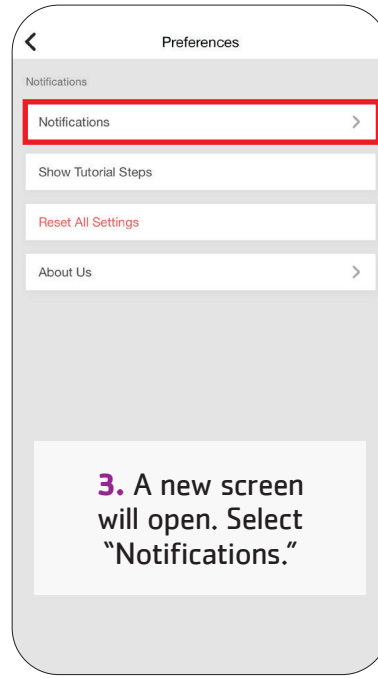 Preferences
Notifications
Notifications
Show Tutorial Steps
Reset All Settings
About Us
3. A new screen
will open. Select
“Notifications.”